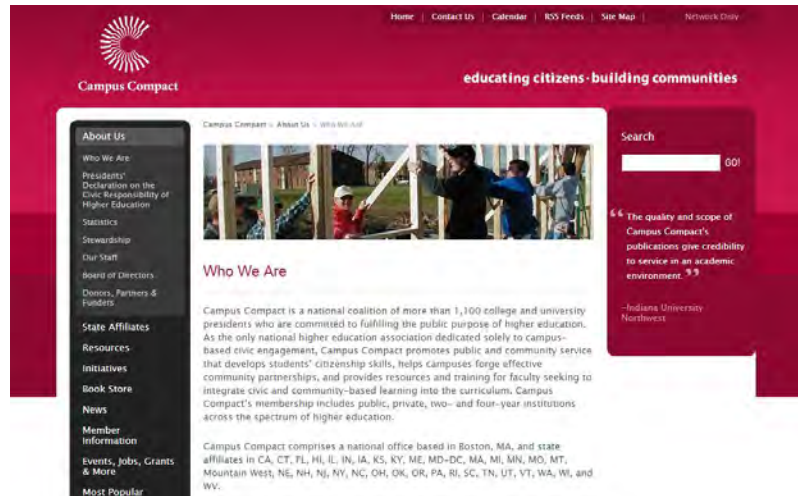 Home | Contact Us | Calendar | RSS Feeds | Site Map | Network Only
Campus Compact
educating citizens·building communities
Campus Compact > About Us > Who We Are
About Us
Who We Are
Presidents'
Declaration on the
Civic Responsibility of
Higher Education
Statistics
Stewardship
Our Staff
Board of Directors
Donors, Partners &
Funders
State Affiliates
Resources
Initiatives
Book Store
News
Member
Information
Events, Jobs, Grants
& More
Most Popular
Who We Are
Campus Compact is a national coalition of more than 1,100 college and university
presidents who are committed to fulfilling the public purpose of higher education.
As the only national higher education association dedicated solely to campus-
based civic engagement, Campus Compact promotes public and community service
that develops students' citizenship skills, helps campuses forge effective
community partnerships, and provides resources and training for faculty seeking to
integrate civic and community-based learning into the curriculum. Campus
Compact's membership includes public, private, two- and four-year institutions
across the spectrum of higher education.
Campus Compact comprises a national office based in Boston, MA, and state
affiliates in CA, CT, FL, HI, IL, IN, IA, KS, KY, ME, MD-DC, MA, MI, MN, MO, MT,
Mountain West, NE, NH, NJ, NY, NC, OH, OK, OR, PA, RI, SC, TN, UT, VT, WA, WI, and
WV.
Search
GO!
“ The quality and scope of
Campus Compact's
publications give credibility
to service in an academic
environment. ”
-Indiana University
Northwest